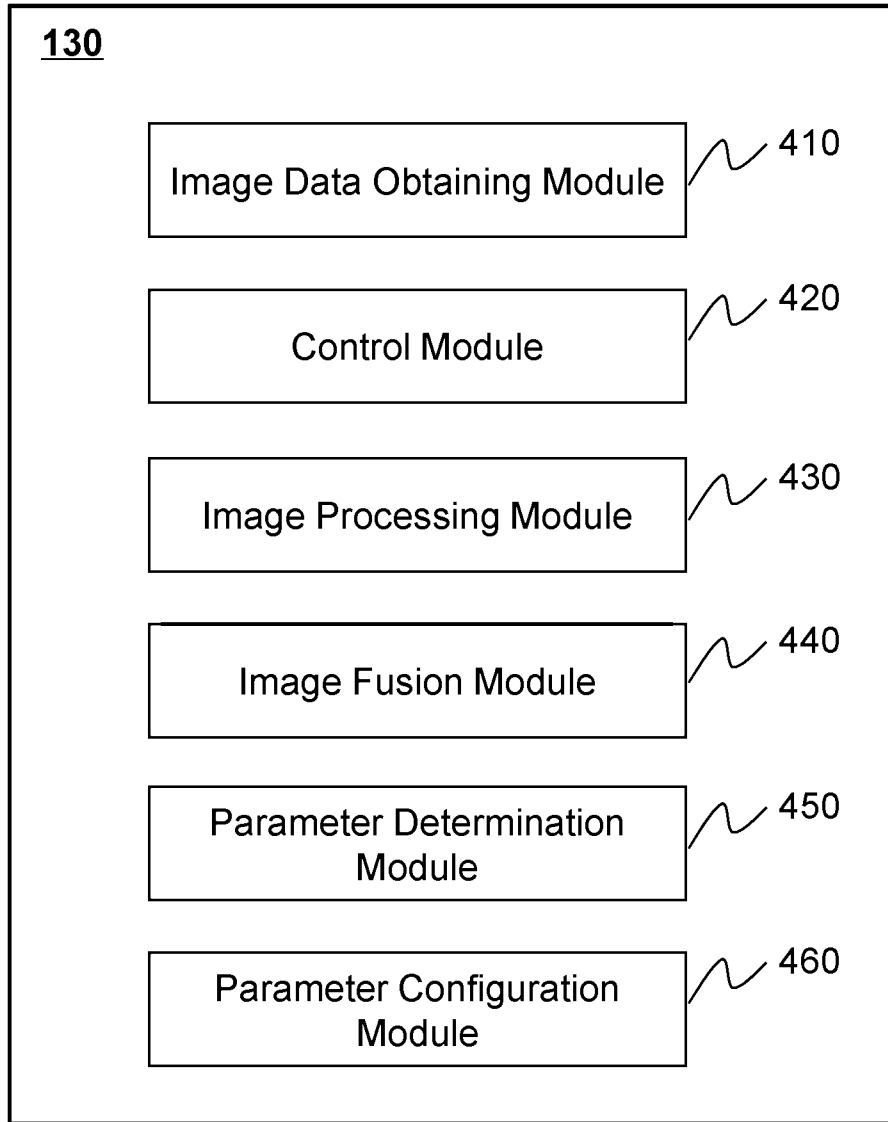 130
Image Data Obtaining Module
410
Control Module
420
Image Processing Module
430
Image Fusion Module
440
Parameter Determination
Module
450
Parameter Configuration
Module
460